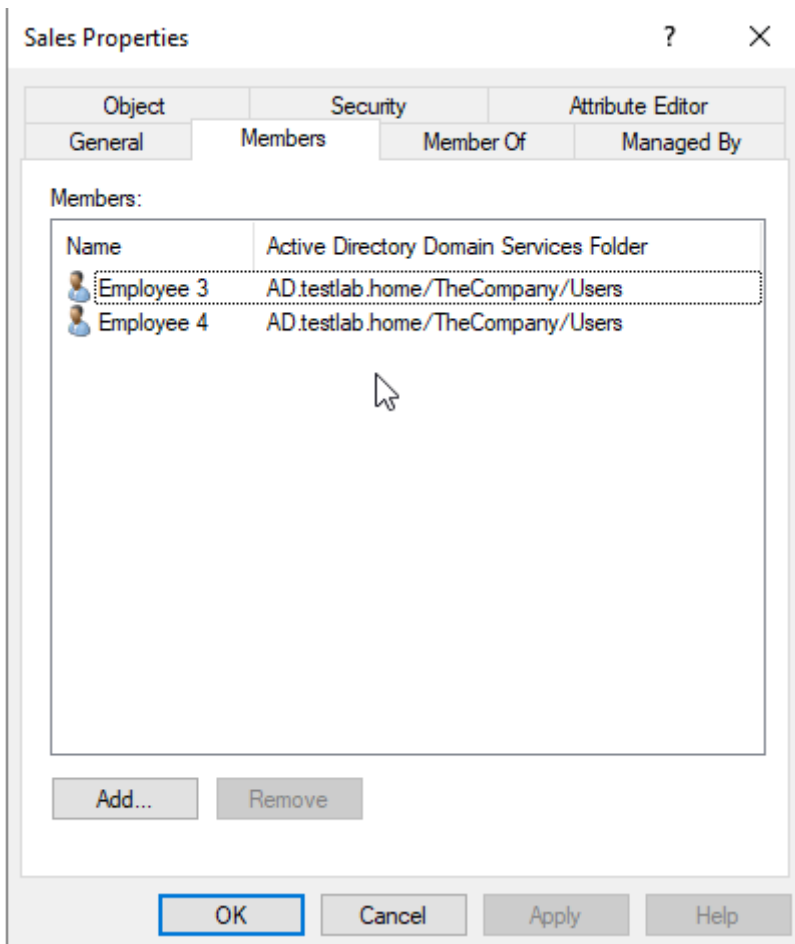 Sales Properties ? ×
Object Security Attribute Editor
General Members Member Of Managed By
Members:
Name Active Directory Domain Services Folder
Employee 3 AD.testlab.home/TheCompany/Users
Employee 4 AD.testlab.home/TheCompany/Users
Add... Remove
OK Cancel Apply Help